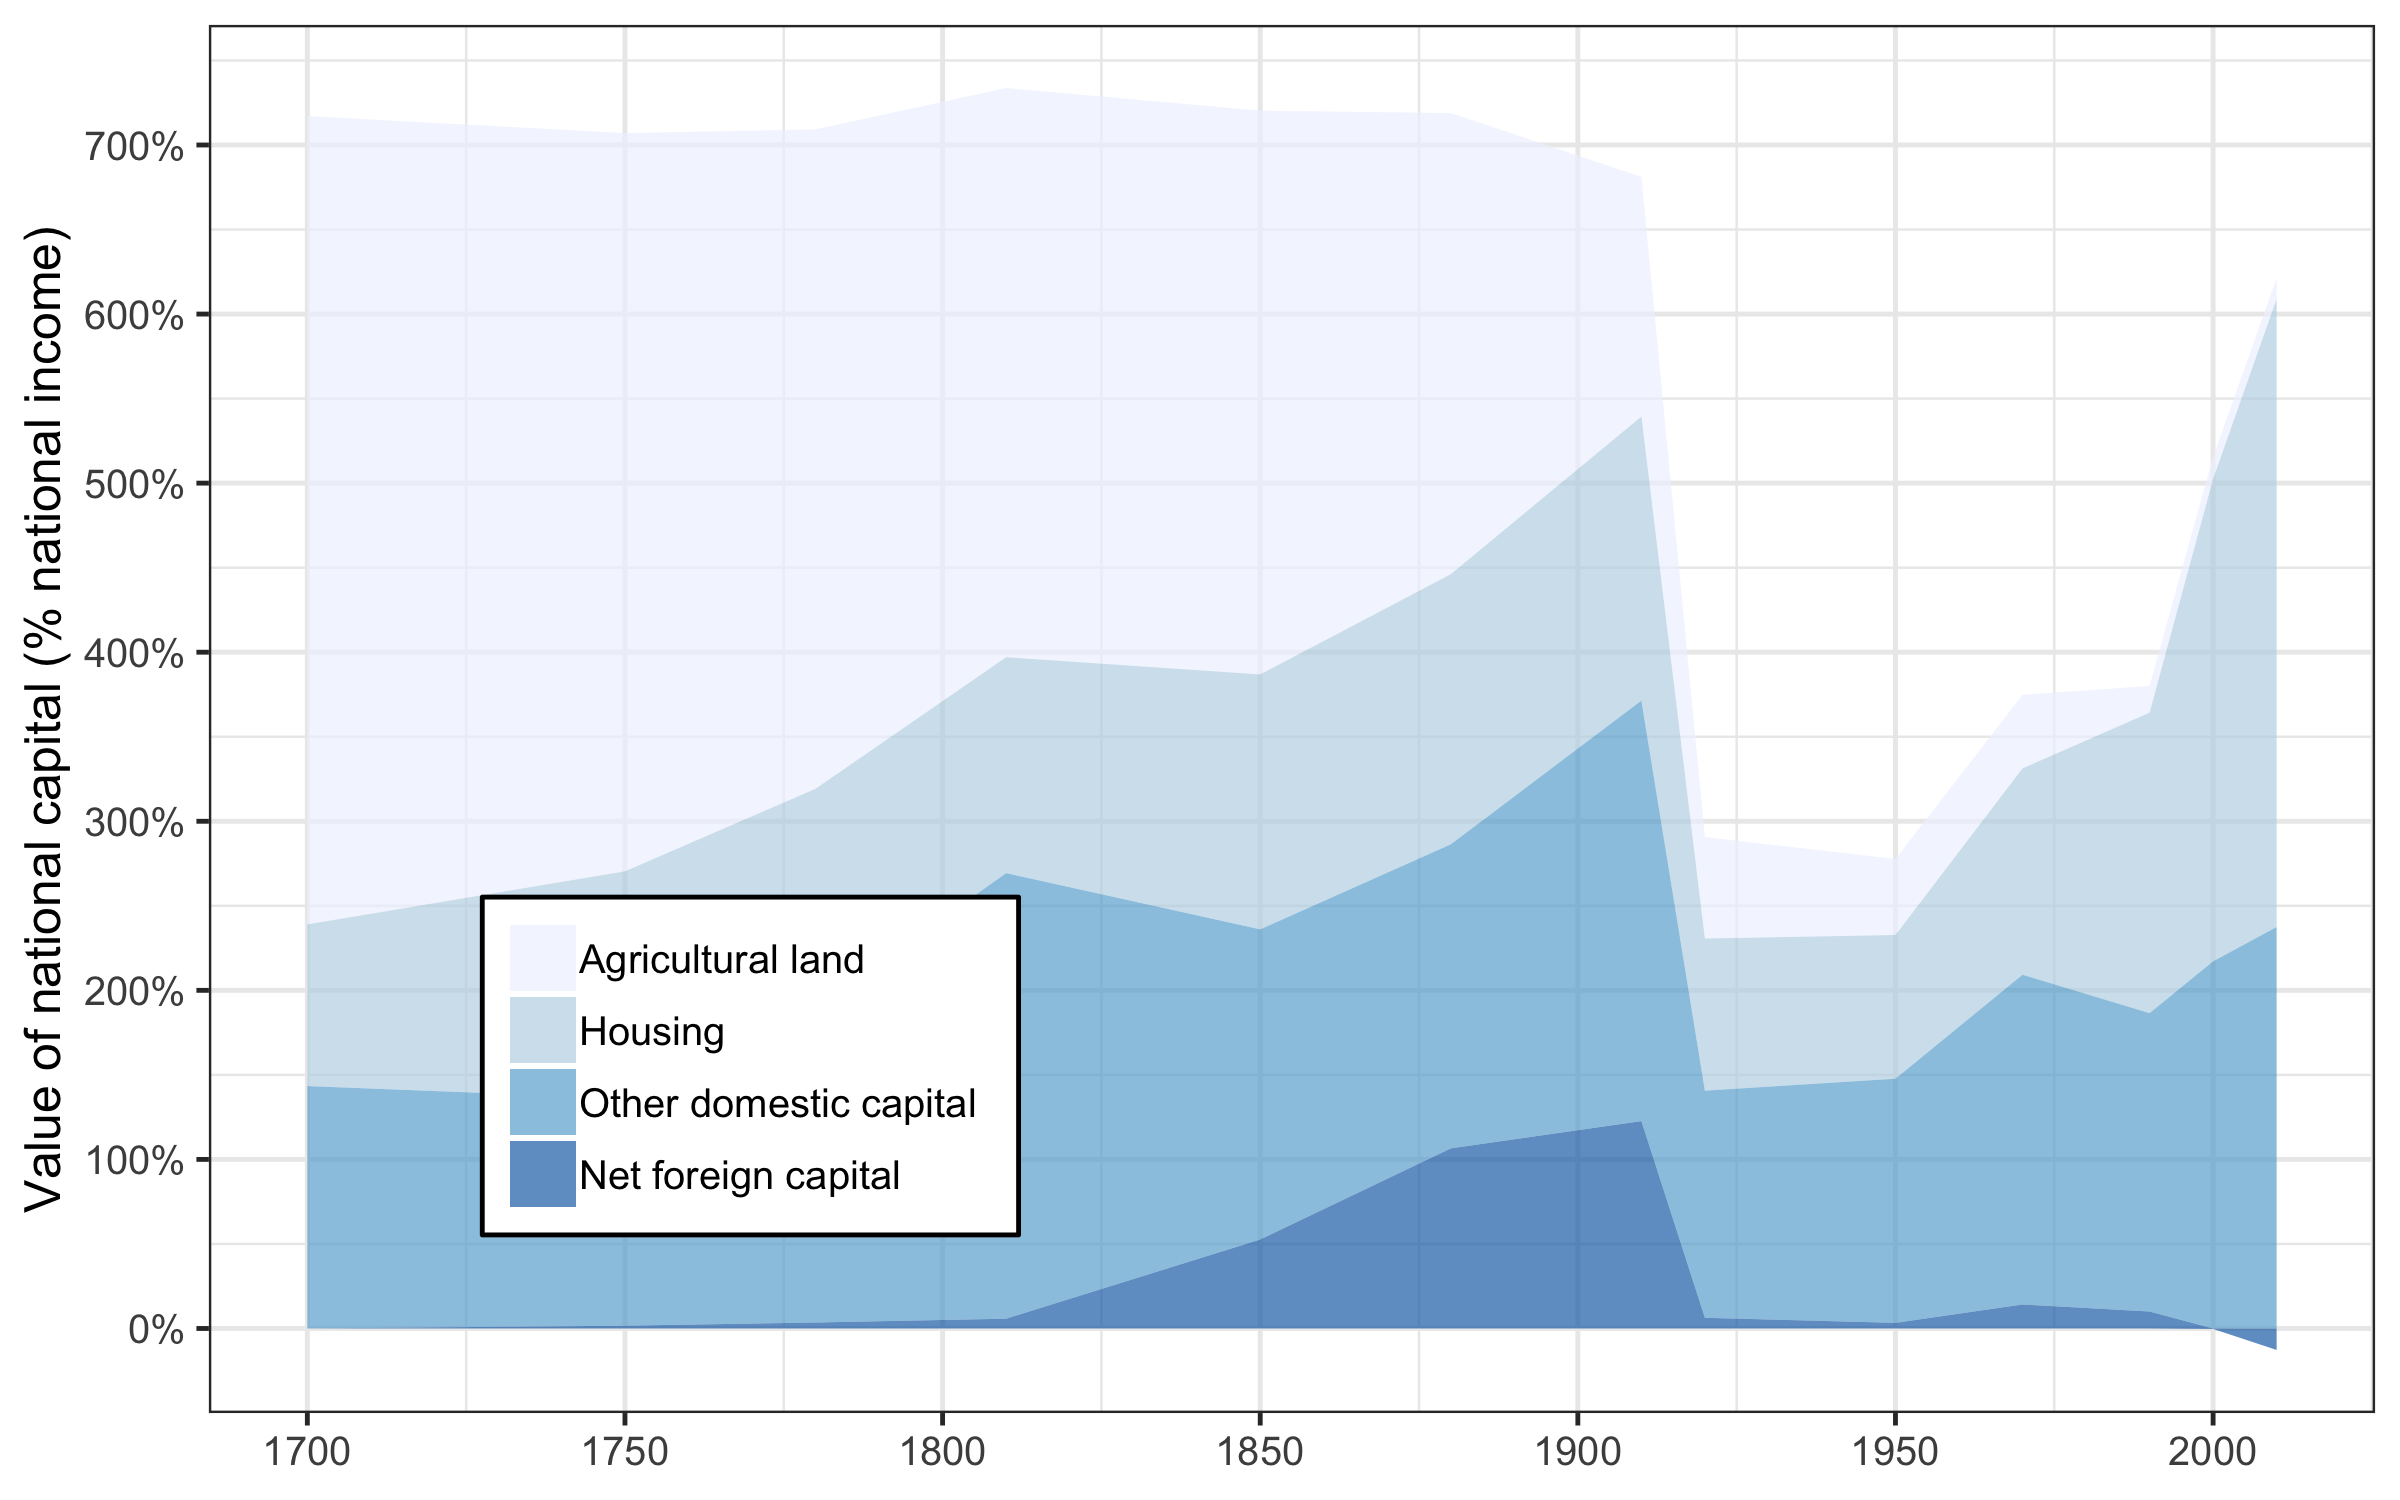 Value of national capital (% national income)
700%
600%
500%
400%
300%
200%
100%
0%
Agricultural land
Housing
Other domestic capital
Net foreign capital
1700 1750 1800 1850 1900 1950 2000